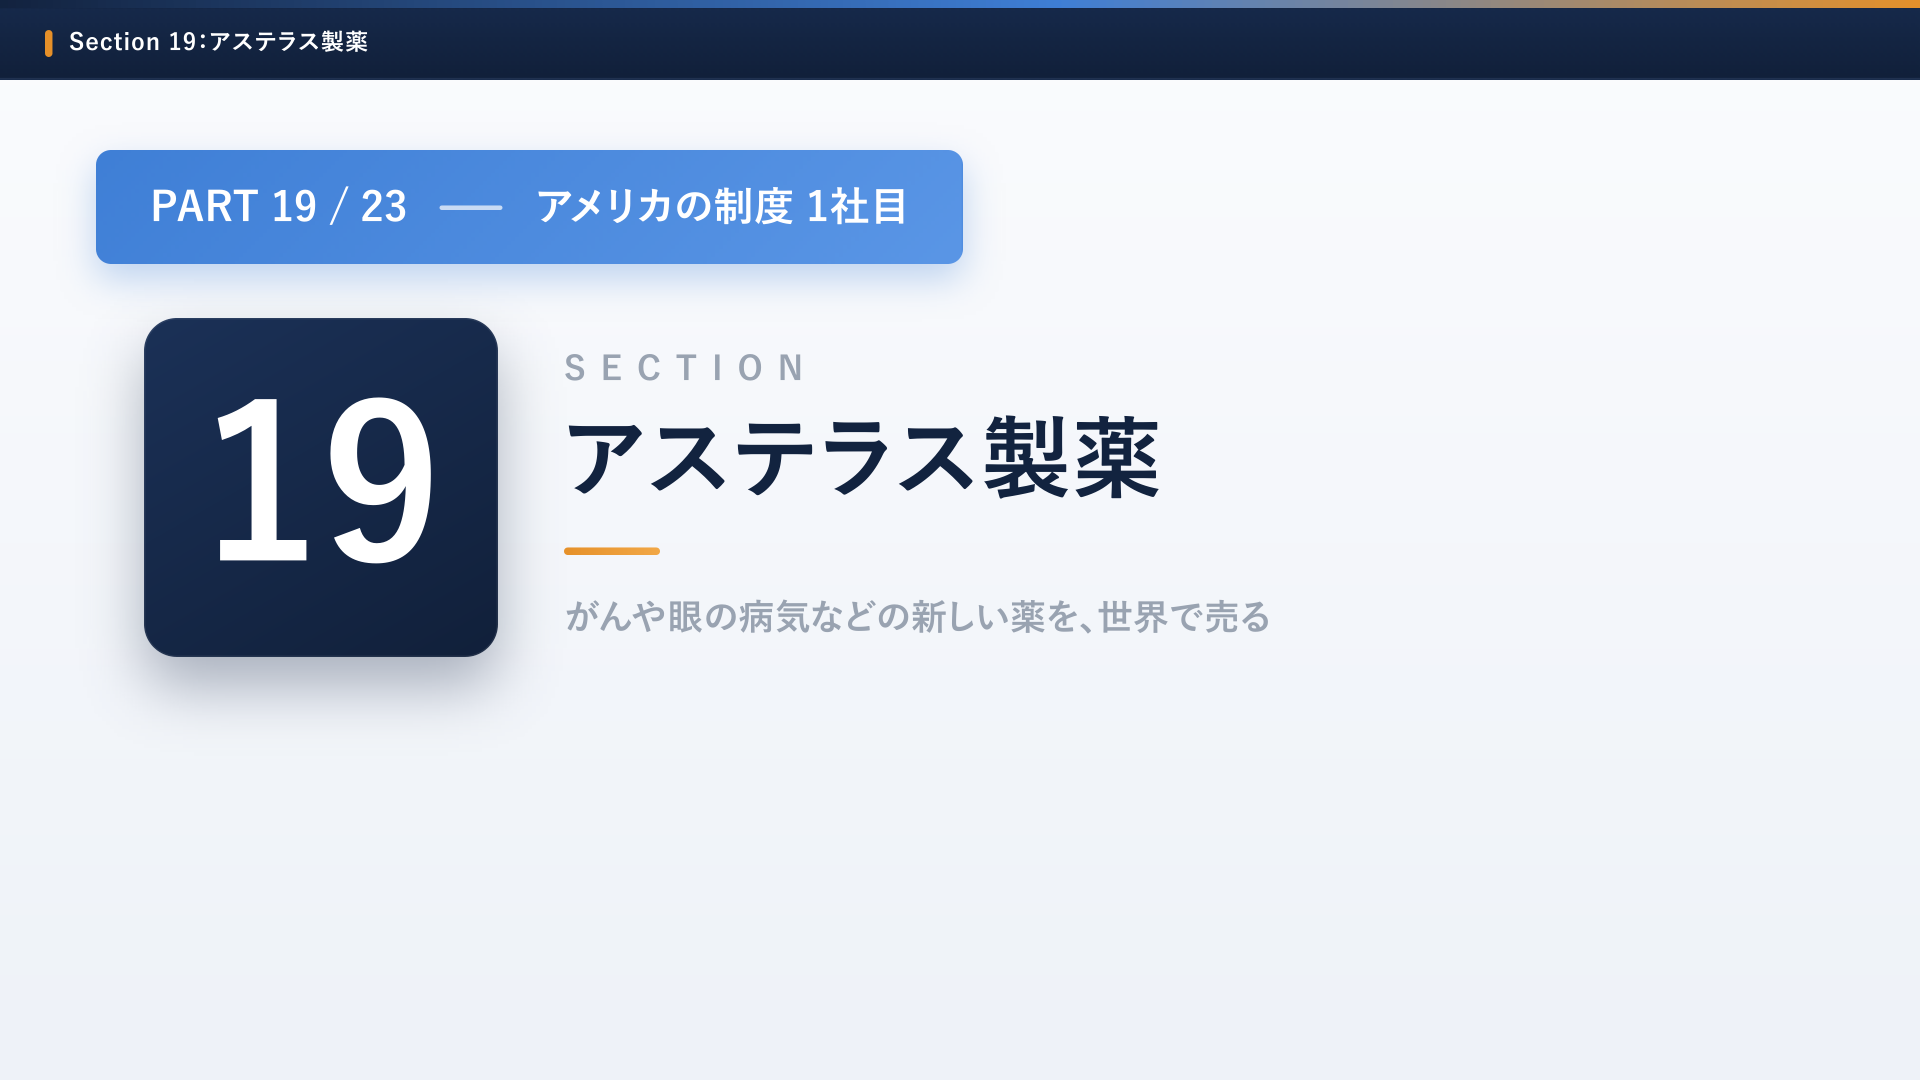 Section 19：アステラス製薬
PART 19 / 23 — アメリカの制度 1社目
19
SECTION
アステラス製薬
がんや眼の病気などの新しい薬を、世界で売る